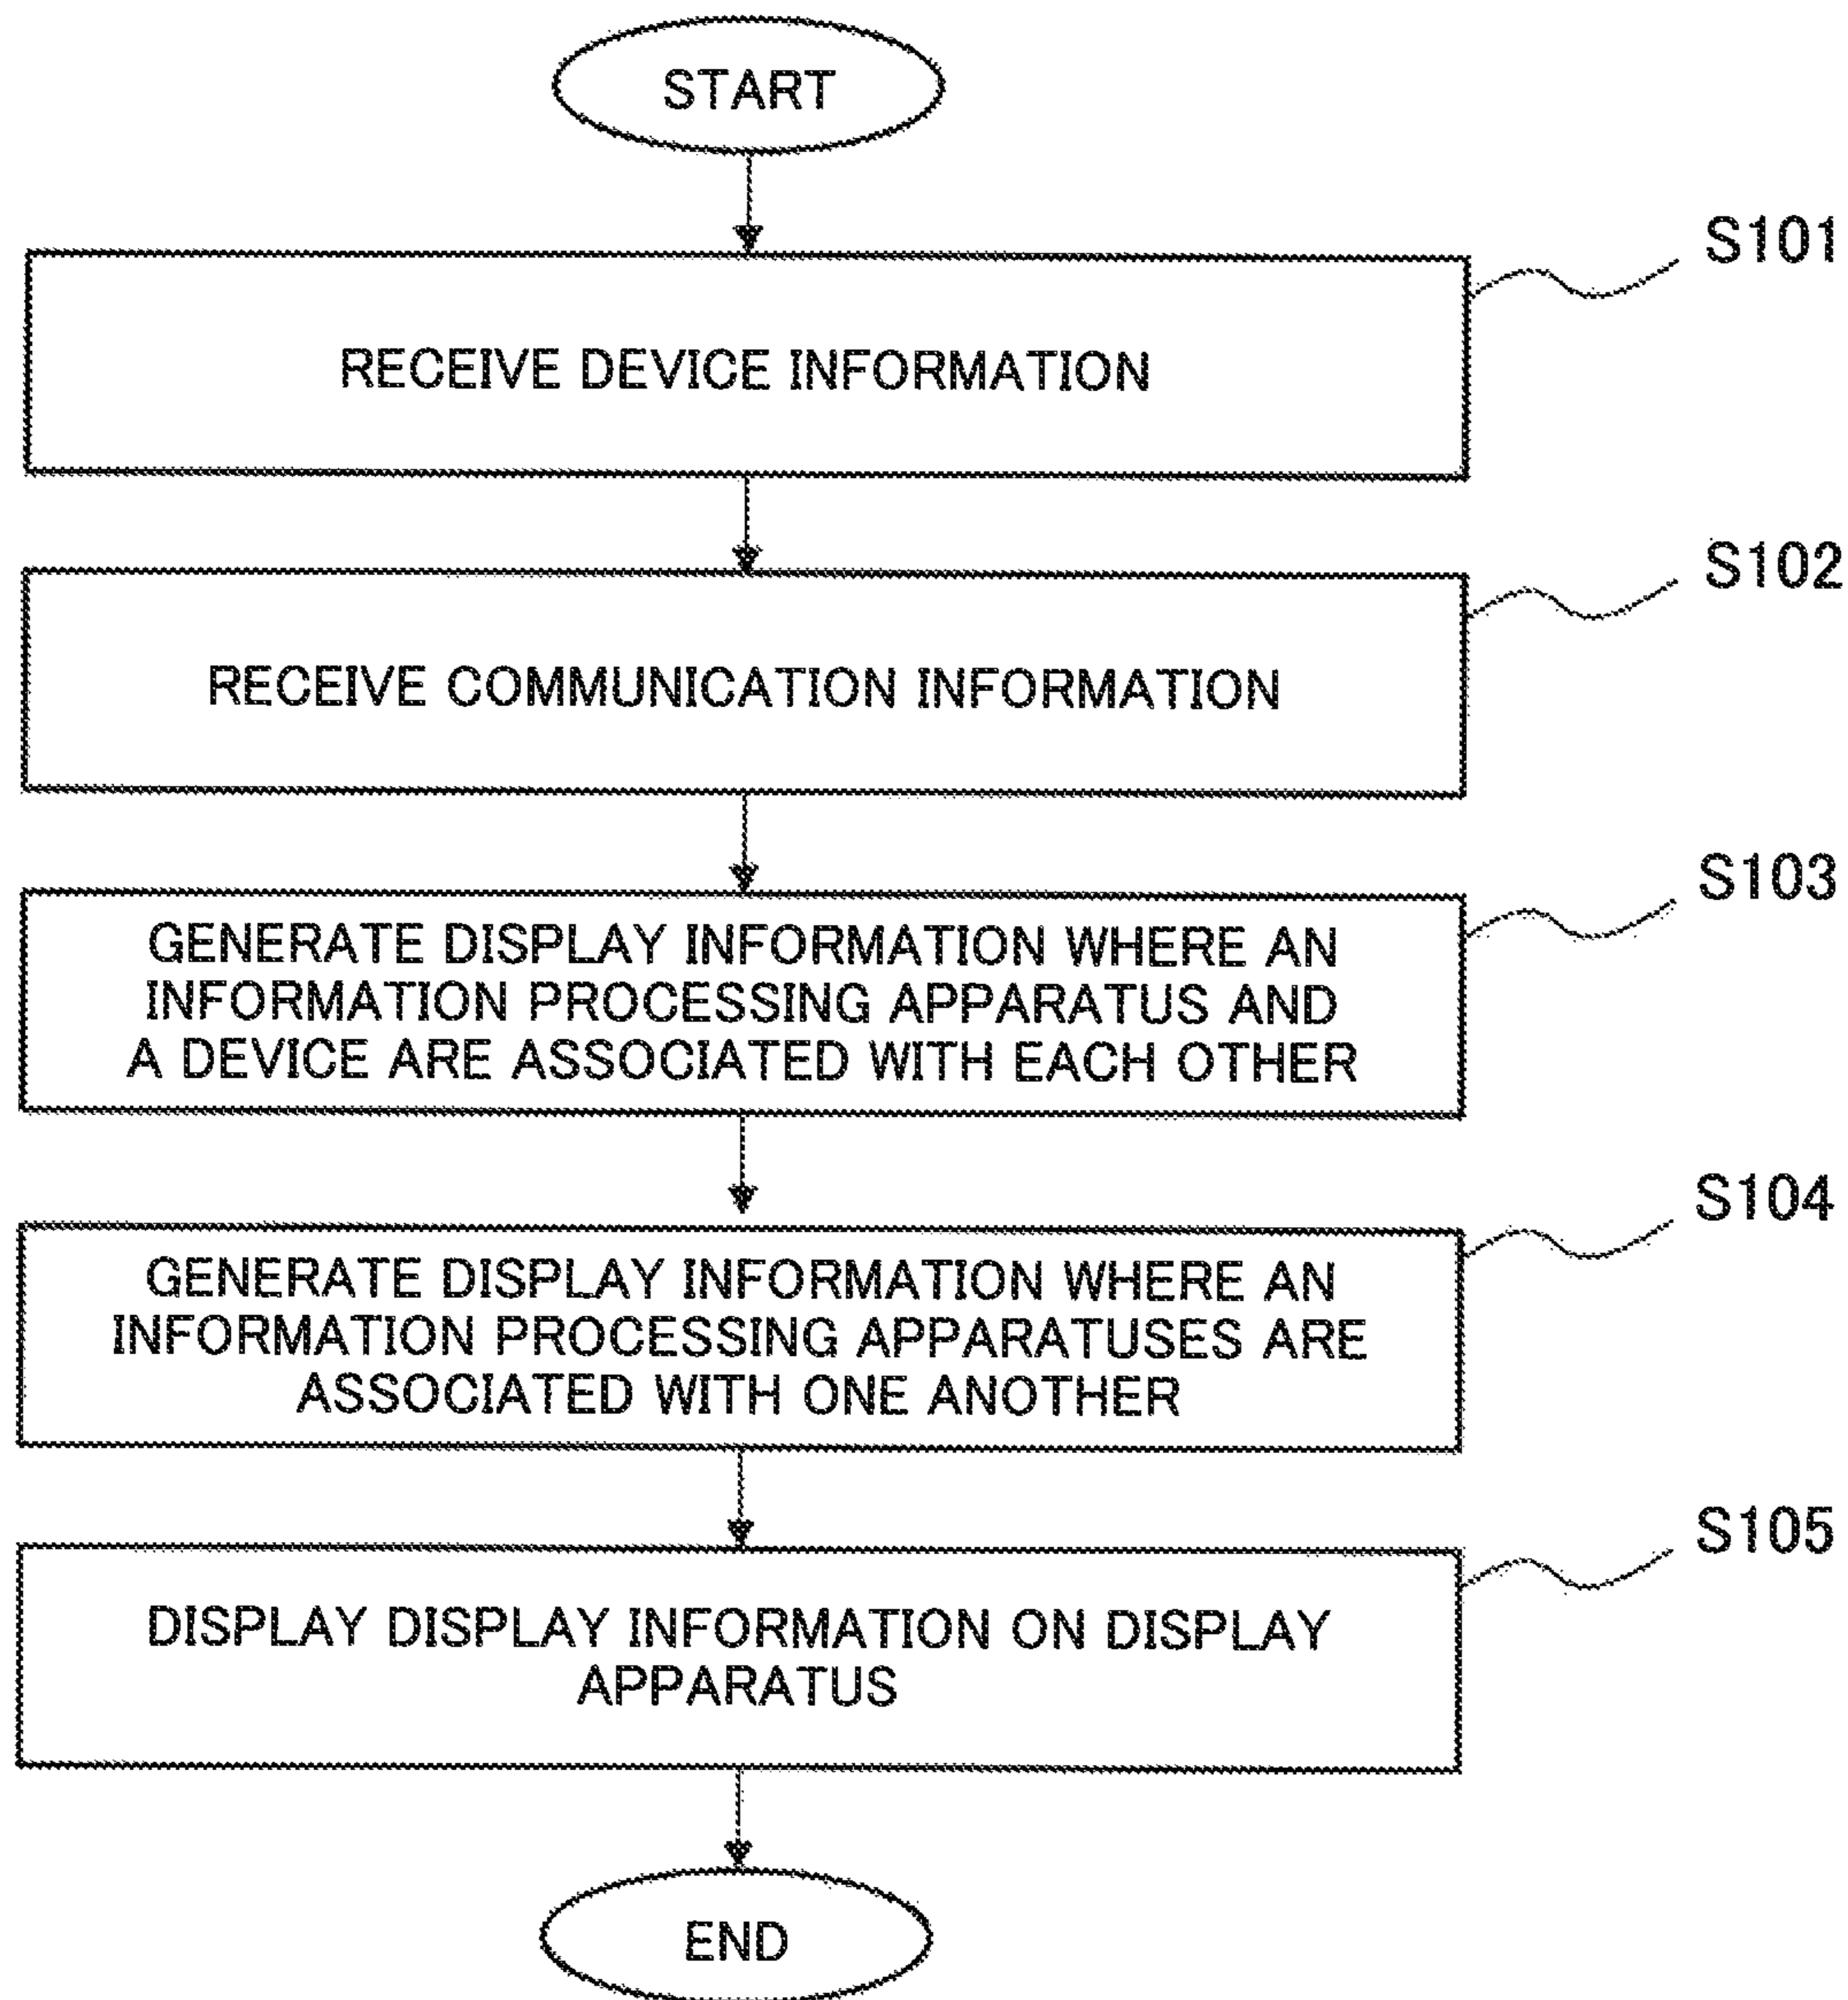 START
S101
RECEIVE DEVICE INFORMATION
S102
RECEIVE COMMUNICATION INFORMATION
S103
GENERATE DISPLAY INFORMATION WHERE AN
INFORMATION PROCESSING APPARATUS AND
A DEVICE ARE ASSOCIATED WITH EACH OTHER
S104
GENERATE DISPLAY INFORMATION WHERE AN
INFORMATION PROCESSING APPARATUSES ARE
ASSOCIATED WITH ONE ANOTHER
S105
DISPLAY DISPLAY INFORMATION ON DISPLAY
APPARATUS
END